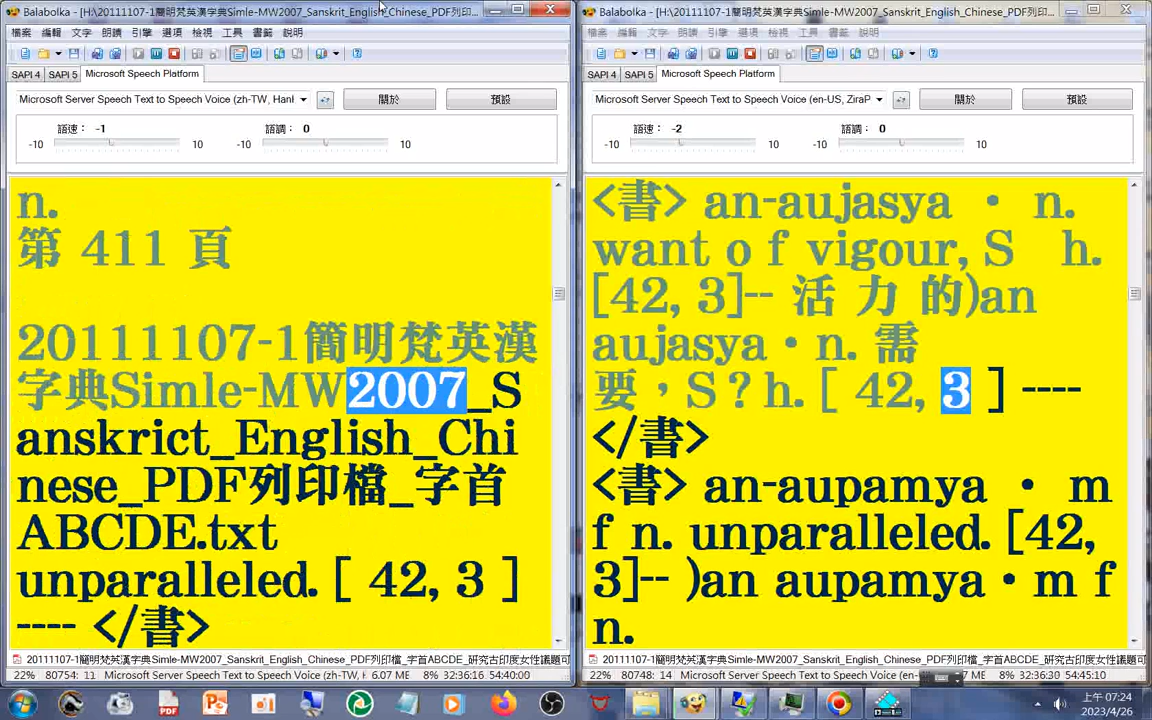 Balabolka - [H:\20111107-1簡明梵英漢字典Simle-MW2007_Sanskrit_English_Chinese_PDF列印...
檔案 編輯 文字 朗讀 引擎 選項 檢視 工具 書籤 說明
SAPI 4 SAPI 5 Microsoft Speech Platform
Microsoft Server Speech Text to Speech Voice (zh-TW, HanH
關於
預設
語速： -1
語調： 0
-10 10 -10 10
n.
第 411 頁
20111107-1簡明梵英漢
字典Simle-MW2007_S
anskrict_English_Chi
nese_PDF列印檔_字首
ABCDE.txt
unparalleled. [ 42, 3 ]
---- </書>
20111107-1簡明梵英漢字典Simle-MW2007_Sanskrit_English_Chinese_PDF列印檔_字首ABCDE_研究古印度女性議題可
22% 80754: 11 Microsoft Server Speech Text to Speech Voice (zh-TW, H 6.07 ME 8% 32:36:16 54:40:00
Balabolka - [H:\20111107-1簡明梵英漢字典Simle-MW2007_Sanskrit_English_Chinese_PDF列印...
檔案 編輯 文字 朗讀 引擎 選項 檢視 工具 書籤 說明
SAPI 4 SAPI 5 Microsoft Speech Platform
Microsoft Server Speech Text to Speech Voice (en-US, ZiraP
關於
預設
語速： -2
語調： 0
-10 10 -10 10
<書> an-aujasya • n.
want o f vigour, S h.
[42, 3]-- 活 力 的)an
aujasya • n. 需
要，S？h. [ 42, 3 ] ----
</書>
<書> an-aupamya • m
f n. unparalleled. [42,
3]-- )an aupamya • m f
n.
20111107-1簡明梵英漢字典Simle-MW2007_Sanskrit_English_Chinese_PDF列印檔_字首ABCDE_研究古印度女性議題可
22% 80748: 14 Microsoft Server Speech Text to Speech Voice ME 8% 32:36:30 54:45:10
上午 07:24
2023/4/26